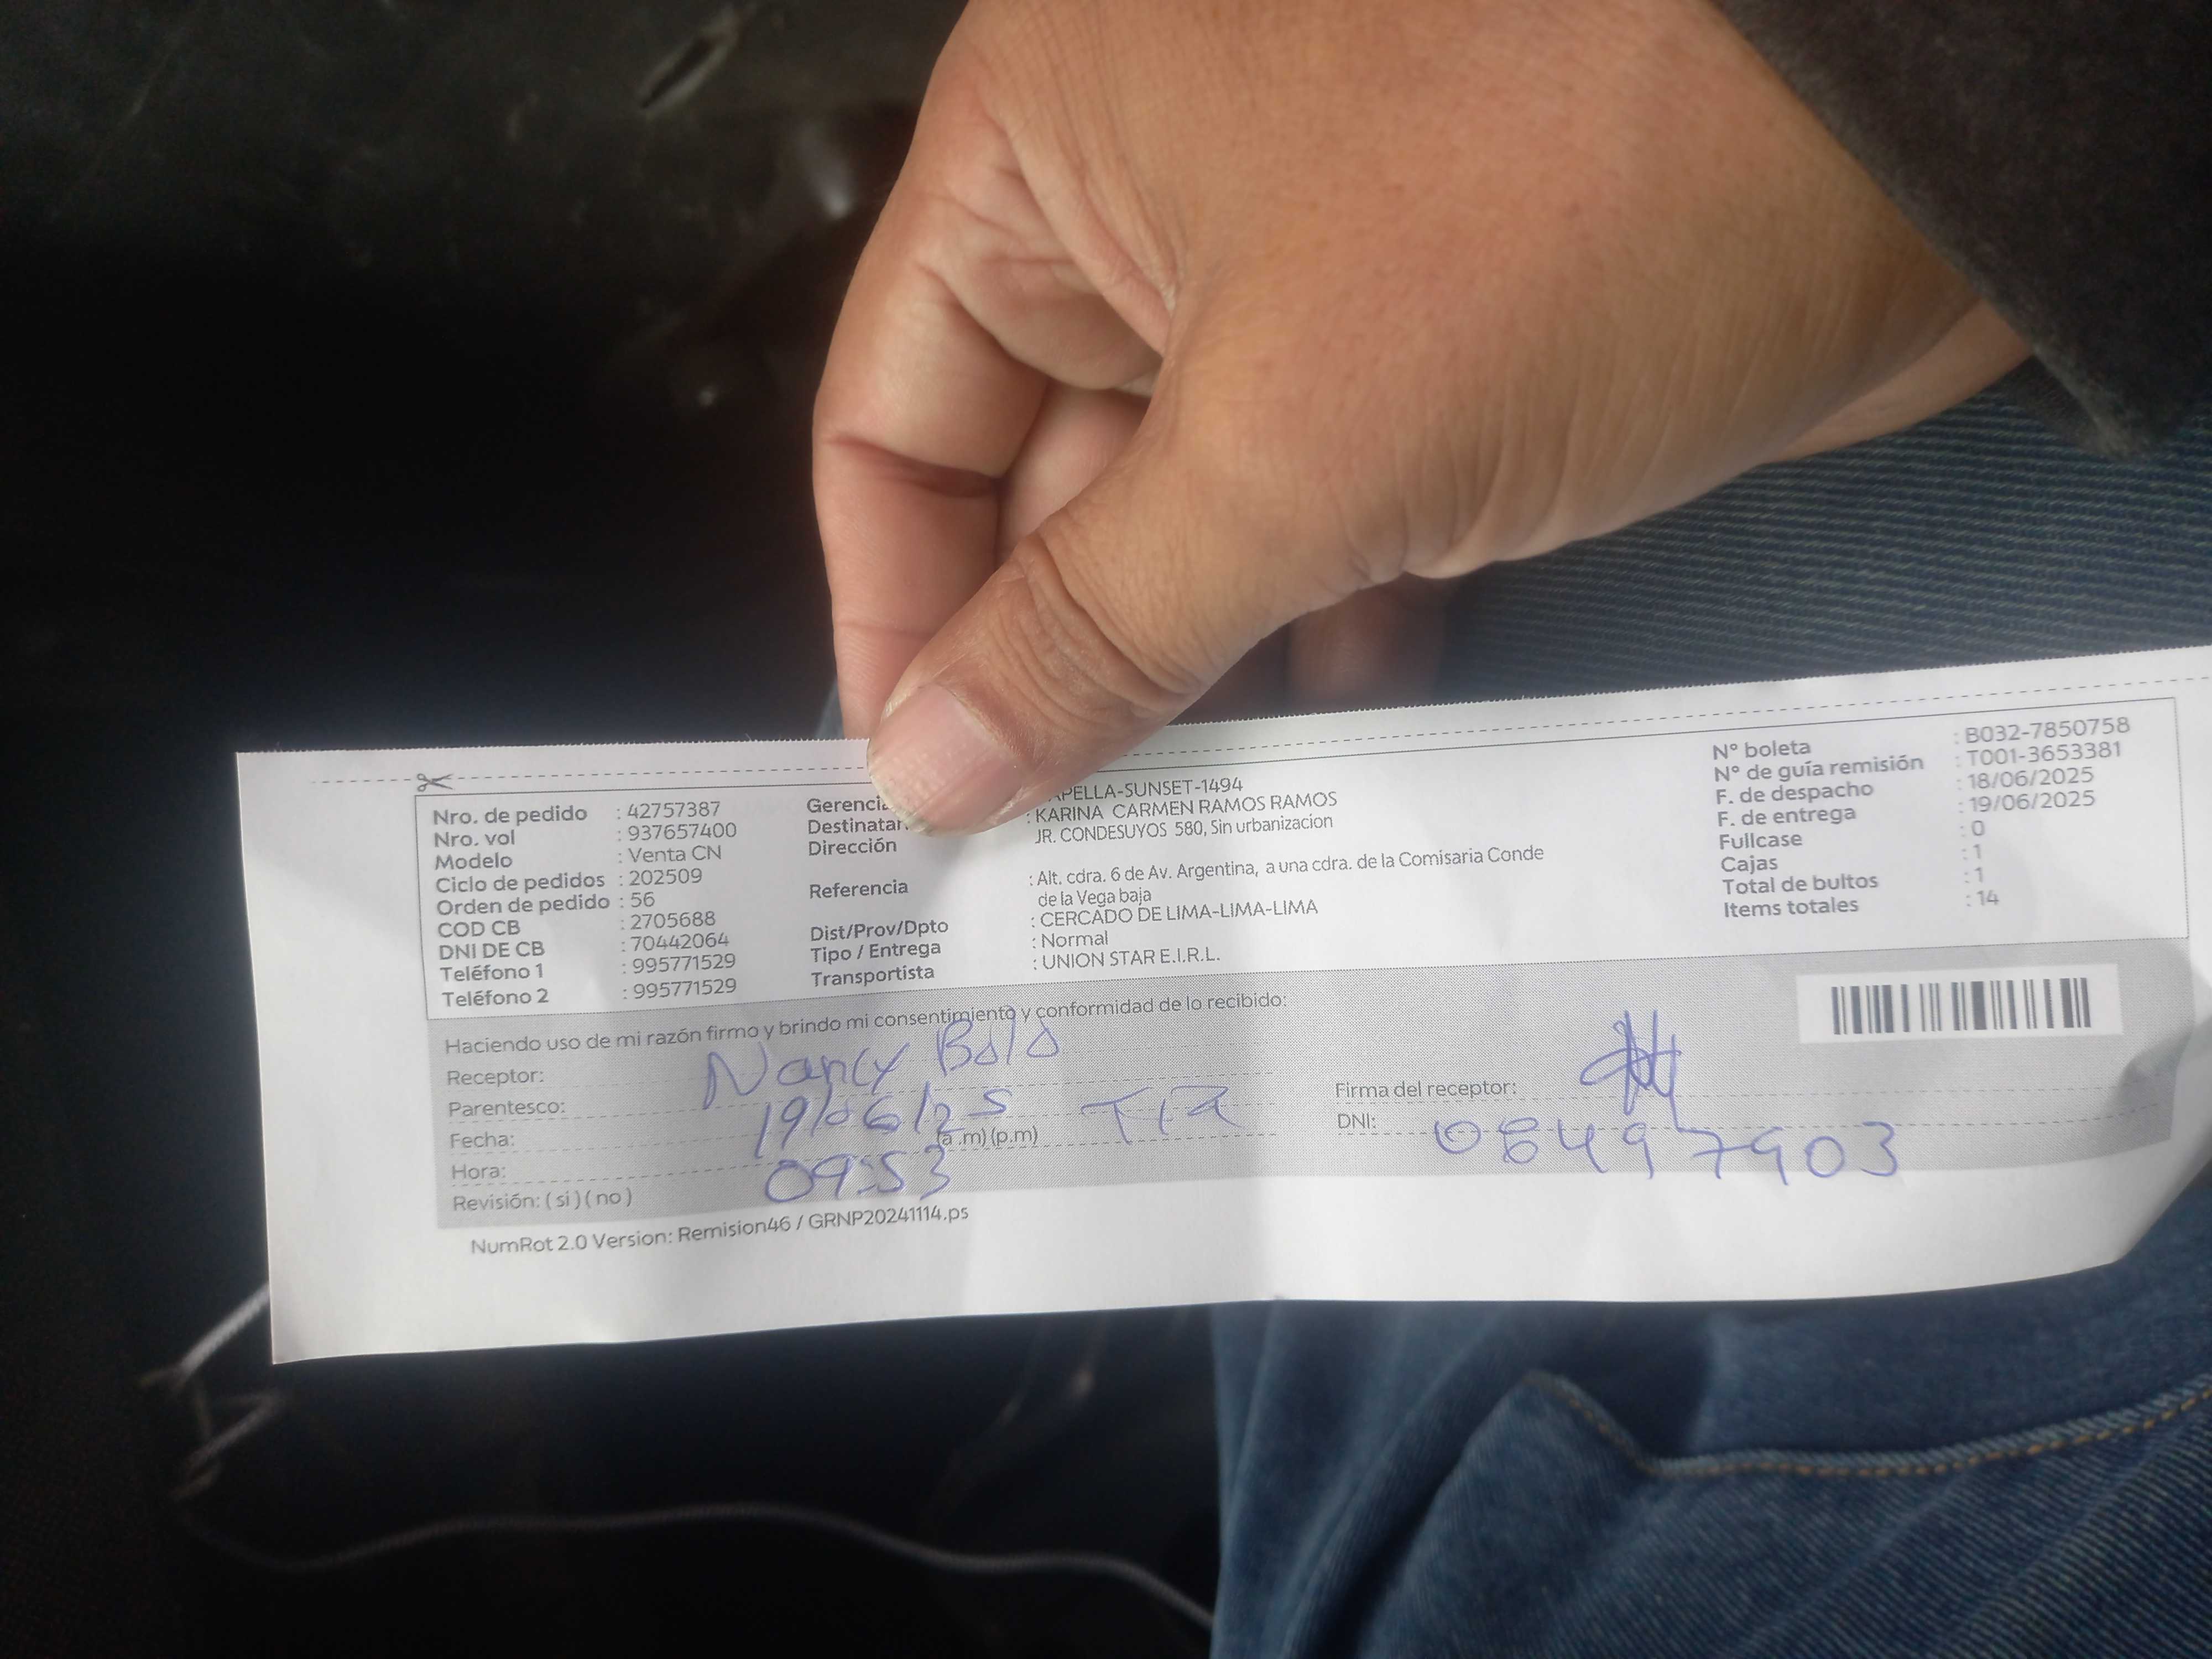 Nro. de pedido : 42757387
Nro. vol : 937657400
Modelo : Venta CN
Ciclo de pedidos : 202509
Orden de pedido : 56
COD CB : 2705688
DNI DE CB : 70442064
Teléfono 1 : 995771529
Teléfono 2 : 995771529
APELLA-SUNSET-1494
: KARINA CARMEN RAMOS RAMOS
Dirección JR. CONDESUYOS 580, Sin urbanizacion
Referencia : Alt. cdra. 6 de Av. Argentina, a una cdra. de la Comisaria Conde
de la Vega baja
Dist/Prov/Dpto : CERCADO DE LIMA-LIMA-LIMA
Tipo / Entrega : Normal
Transportista : UNION STAR E.I.R.L.
N° boleta : B032-7850758
N° de guía remisión : T001-3653381
F. de despacho : 18/06/2025
F. de entrega : 19/06/2025
Fullcase : 0
Cajas : 1
Total de bultos : 1
Items totales : 14
Haciendo uso de mi razón firmo y brindo mi consentimiento y conformidad de lo recibido:
Receptor: Nancy
Parentesco:
Fecha: 19/06/25
Hora: 09:53 (a .m) (p.m)
Revisión: ( si ) ( no )
Firma del receptor:
DNI: 08497903
NumRot 2.0 Version: Remision46 / GRNP20241114.ps